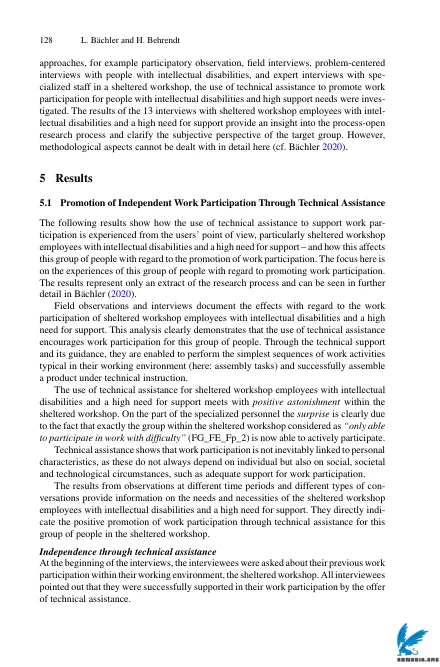 128 L. Bächler and H. Behrendt
approaches, for example participatory observation, field interviews, problem-centered
interviews with people with intellectual disabilities, and expert interviews with spe-
cialized staff in a sheltered workshop, the use of technical assistance to promote work
participation for people with intellectual disabilities and high support needs were inves-
tigated. The results of the 13 interviews with sheltered workshop employees with intel-
lectual disabilities and a high need for support provide an insight into the process-open
research process and clarify the subjective perspective of the target group. However,
methodological aspects cannot be dealt with in detail here (cf. Bächler 2020).
5 Results
5.1 Promotion of Independent Work Participation Through Technical Assistance
The following results show how the use of technical assistance to support work par-
ticipation is experienced from the users' point of view, particularly sheltered workshop
employees with intellectual disabilities and a high need for support – and how this affects
this group of people with regard to the promotion of work participation. The focus here is
on the experiences of this group of people with regard to promoting work participation.
The results represent only an extract of the research process and can be seen in further
detail in Bächler (2020).
Field observations and interviews document the effects with regard to the work
participation of sheltered workshop employees with intellectual disabilities and a high
need for support. This analysis clearly demonstrates that the use of technical assistance
encourages work participation for this group of people. Through the technical support
and its guidance, they are enabled to perform the simplest sequences of work activities
typical in their working environment (here: assembly tasks) and successfully assemble
a product under technical instruction.
The use of technical assistance for sheltered workshop employees with intellectual
disabilities and a high need for support meets with positive astonishment within the
sheltered workshop. On the part of the specialized personnel the surprise is clearly due
to the fact that exactly the group within the sheltered workshop considered as "only able
to participate in work with difficulty" (FG_FE_Fp_2) is now able to actively participate.
Technical assistance shows that work participation is not inevitably linked to personal
characteristics, as these do not always depend on individual but also on social, societal
and technological circumstances, such as adequate support for work participation.
The results from observations at different time periods and different types of con-
versations provide information on the needs and necessities of the sheltered workshop
employees with intellectual disabilities and a high need for support. They directly indi-
cate the positive promotion of work participation through technical assistance for this
group of people in the sheltered workshop.
Independence through technical assistance
At the beginning of the interviews, the interviewees were asked about their previous work
participation within their working environment, the sheltered workshop. All interviewees
pointed out that they were successfully supported in their work participation by the offer
of technical assistance.